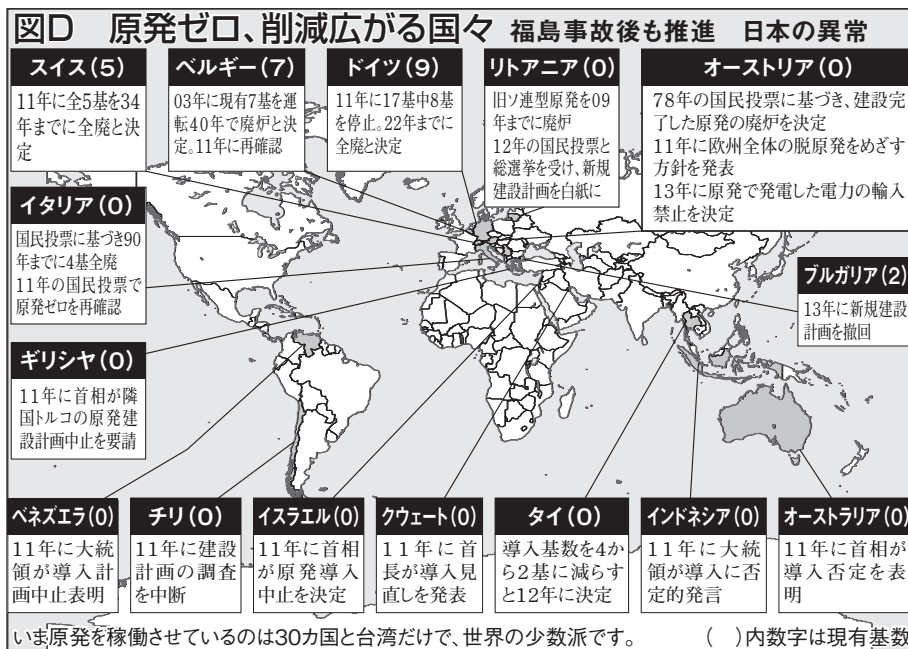 図D　原発ゼロ、削減広がる国々 福島事故後も推進　日本の異常
スイス(5)
11年に全5基を34
年までに全廃と決
定
ベルギー(7)
03年に現有7基を運
転40年で廃炉と決
定。11年に再確認
ドイツ(9)
11年に17基中8基
を停止。22年までに
全廃と決定
リトアニア(0)
旧ソ連型原発を09
年までに廃炉
12年の国民投票と
総選挙を受け、新規
建設計画を白紙に
オーストリア(0)
78年の国民投票に基づき、建設完
了した原発の廃炉を決定
11年に欧州全体の脱原発をめざす
方針を発表
13年に原発で発電した電力の輸入
禁止を決定
イタリア(0)
国民投票に基づき90
年までに4基全廃
11年の国民投票で
原発ゼロを再確認
ブルガリア(2)
13年に新規建設
計画を撤回
ギリシャ(0)
11年に首相が隣
国トルコの原発建
設計画中止を要請
ベネズエラ(0)
11年に大統
領が導入計
画中止表明
チリ(0)
11年に建設
計画の調査
を中断
イスラエル(0)
11年に首相
が原発導入
中止を決定
クウェート(0)
11年に首
長が導入見
直しを発表
タイ(0)
導入基数を4か
ら2基に減らす
と12年に決定
インドネシア(0)
11年に大統
領が導入に否
定的発言
オーストラリア(0)
11年に首相が
導入否定を表
明
いま原発を稼働させているのは30カ国と台湾だけで、世界の少数派です。　(　)内数字は現有基数